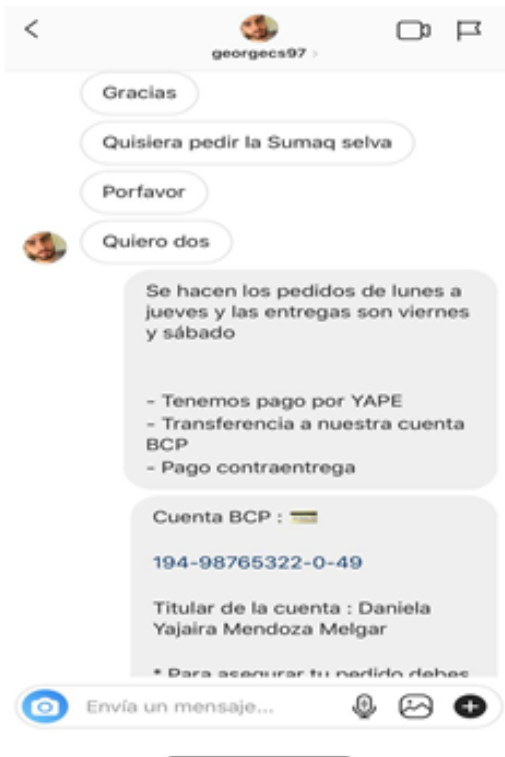 georgecs97
Gracias
Quisiera pedir la Sumaq selva
Porfavor
Quiero dos
Se hacen los pedidos de lunes a
jueves y las entregas son viernes
y sábado
- Tenemos pago por YAPE
- Transferencia a nuestra cuenta
BCP
- Pago contraentrega
Cuenta BCP :
194-98765322-0-49
Titular de la cuenta : Daniela
Yajaira Mendoza Melgar
* Para asegurar tu pedido debes
Envía un mensaje...